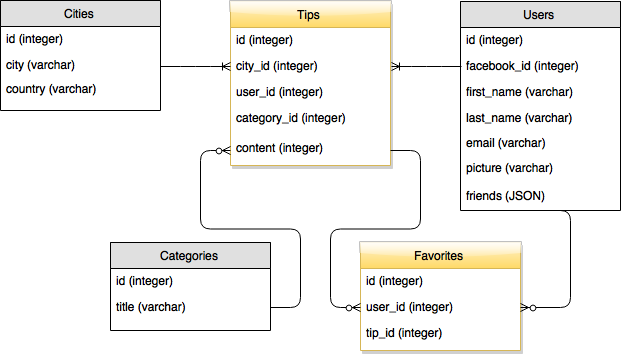 Cities
id (integer)
city (varchar)
country (varchar)
Tips
id (integer)
city_id (integer)
user_id (integer)
category_id (integer)
content (integer)
Users
id (integer)
facebook_id (integer)
first_name (varchar)
last_name (varchar)
email (varchar)
picture (varchar)
friends (JSON)
Categories
id (integer)
title (varchar)
Favorites
id (integer)
user_id (integer)
tip_id (integer)